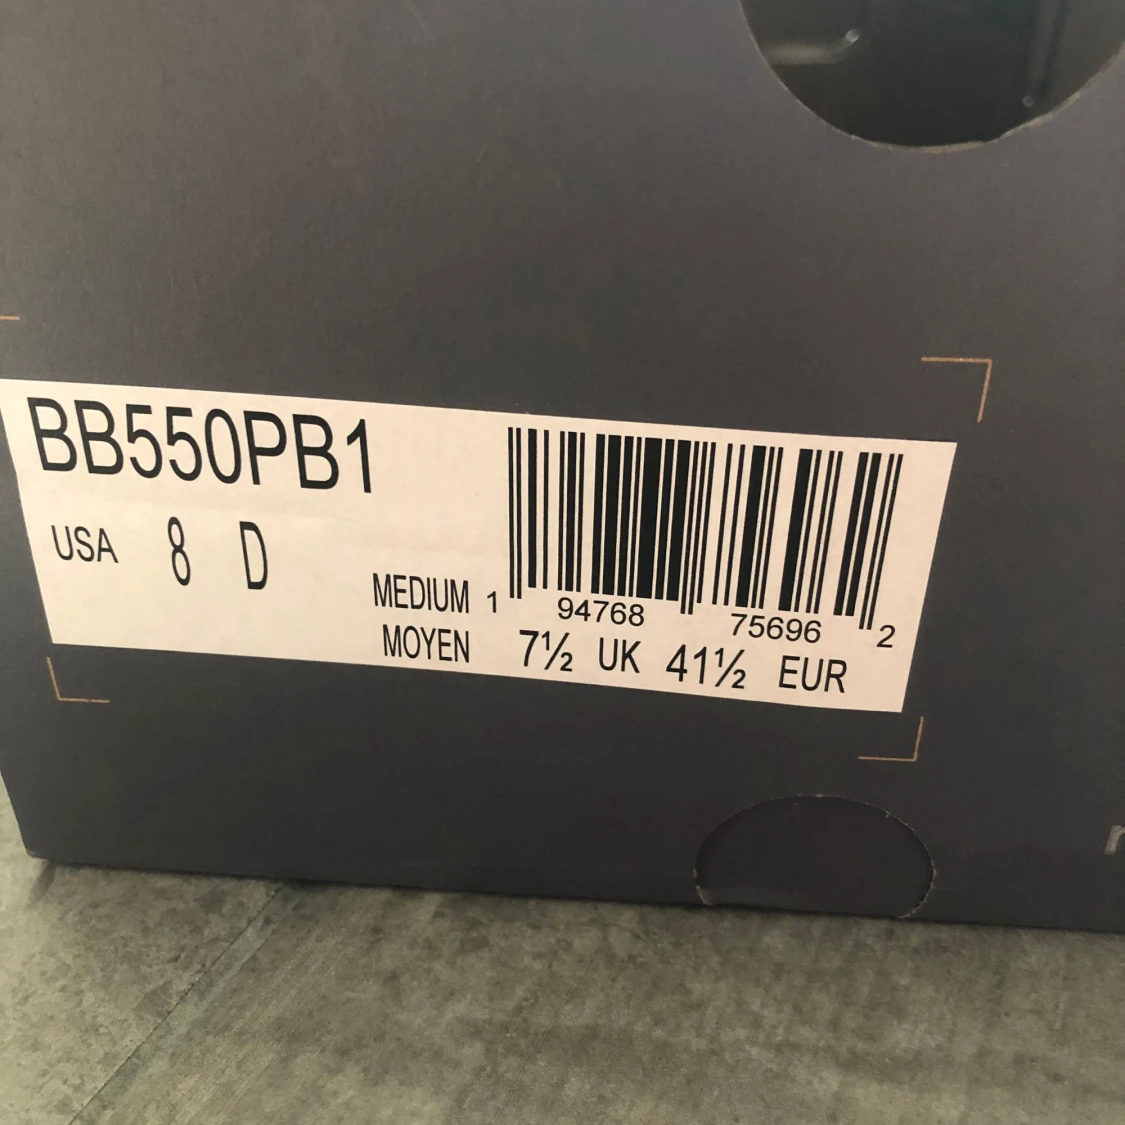 BB550PB1
USA 8 D
MEDIUM
MOYEN
1 94768 75696 2
7½ UK 41½ EUR